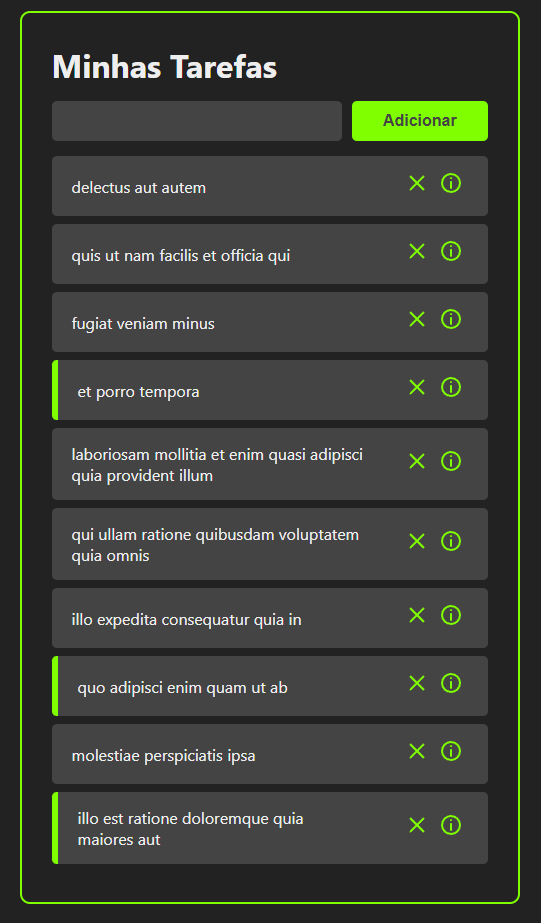 Minhas Tarefas
Adicionar
delectus aut autem
quis ut nam facilis et officia qui
fugiat veniam minus
et porro tempora
laboriosam mollitia et enim quasi adipisci
quia provident illum
qui ullam ratione quibusdam voluptatem
quia omnis
illo expedita consequatur quia in
quo adipisci enim quam ut ab
molestiae perspiciatis ipsa
illo est ratione doloremque quia
maiores aut